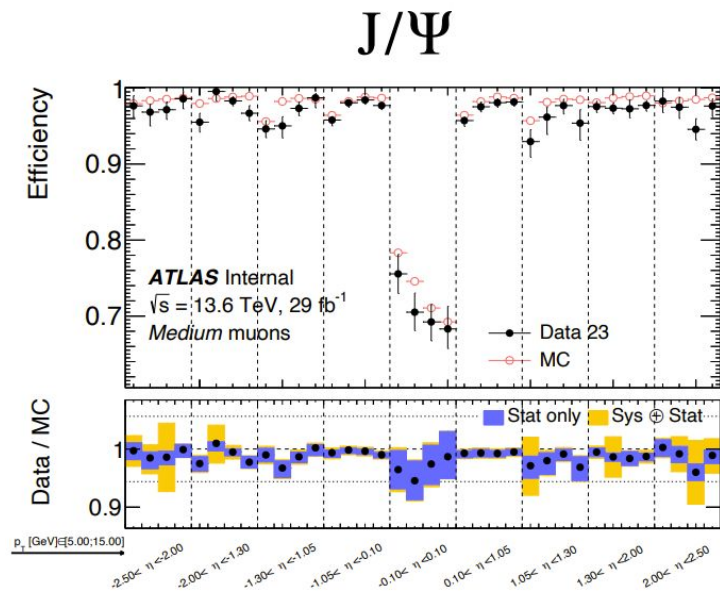 J/Ψ
Efficiency
1
0.9
0.8
0.7
ATLAS Internal
√s = 13.6 TeV, 29 fb⁻¹
Medium muons
Data 23
MC
Data / MC
1
0.9
Stat only
Sys ⊕ Stat
p_T [GeV]∈[5.00;15.00]
-2.50< η <-2.00
-2.00< η <-1.30
-1.30< η <-1.05
-1.05< η <-0.10
-0.10< η <0.10
0.10< η <1.05
1.05< η <1.30
1.30< η <2.00
2.00< η <2.50